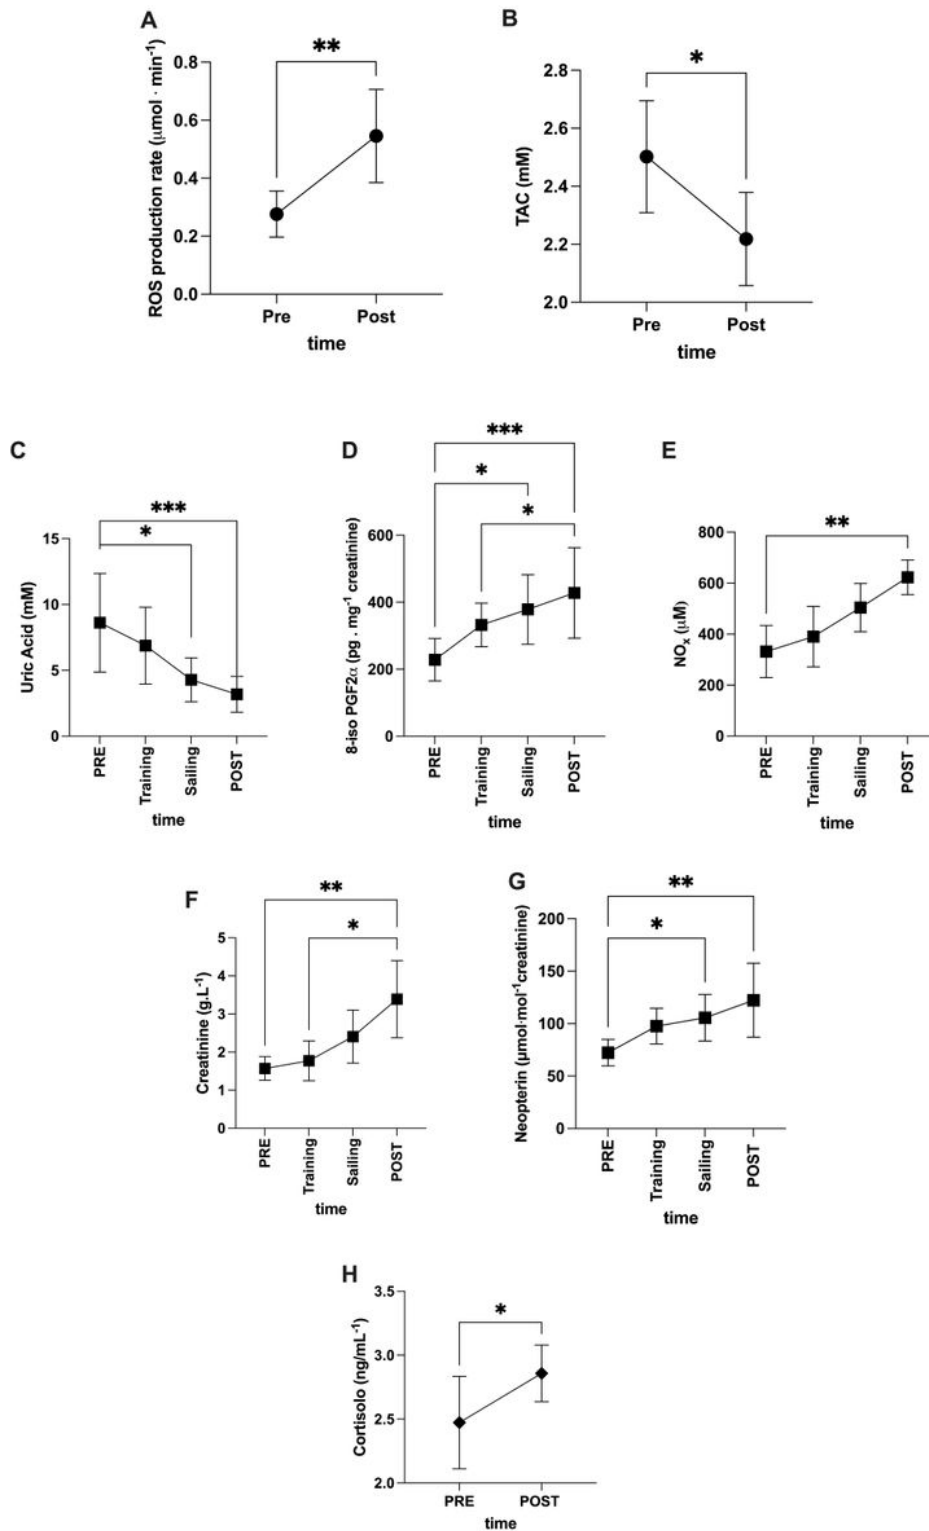 A
**
ROS production rate (µmol · min⁻¹)
0.8
0.6
0.4
0.2
0.0
Pre
Post
time
B
*
TAC (mM)
2.8
2.6
2.4
2.2
2.0
Pre
Post
time
C
***
*
Uric Acid (mM)
15
10
5
0
PRE
Training
Sailing
POST
time
D
***
*
*
8-iso PGF2α (pg . mg⁻¹ creatinine)
600
400
200
0
PRE
Training
Sailing
POST
time
E
**
NOₓ (µM)
800
600
400
200
0
PRE
Training
Sailing
POST
time
F
**
*
Creatinine (g.L⁻¹)
5
4
3
2
1
0
PRE
Training
Sailing
POST
time
G
**
*
Neopterin (µmol·mol⁻¹creatinine)
200
150
100
50
0
PRE
Training
Sailing
POST
time
H
*
Cortisolo (ng/mL⁻¹)
3.5
3.0
2.5
2.0
PRE
POST
time